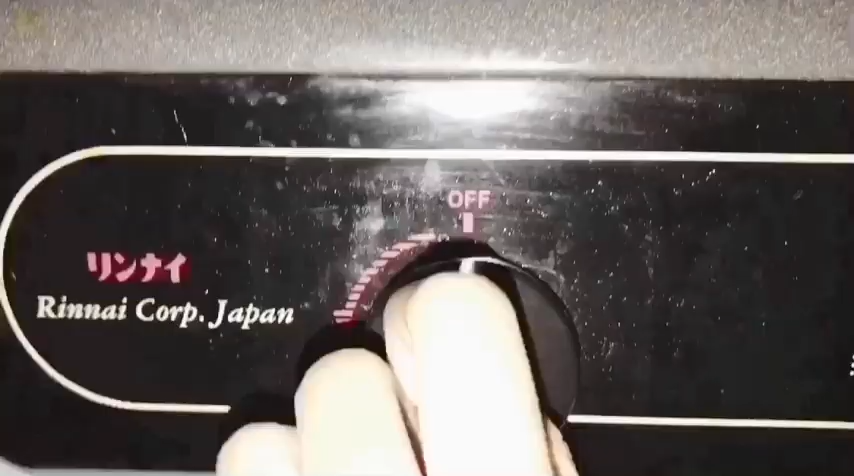 OFF
リンナイ
Rinnai Corp. Japan